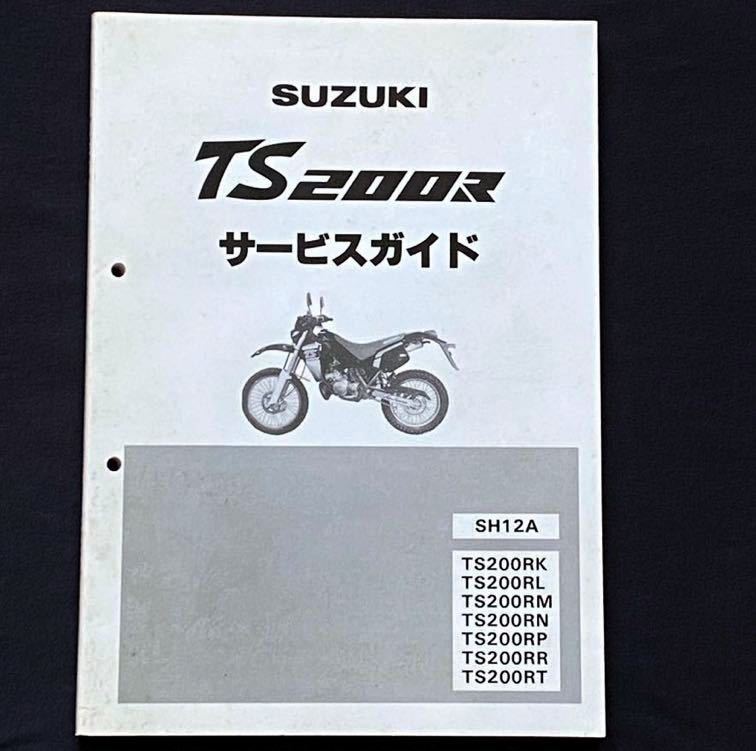 SUZUKI
TS200R
サービスガイド
SH12A
TS200RK
TS200RL
TS200RM
TS200RN
TS200RP
TS200RR
TS200RT